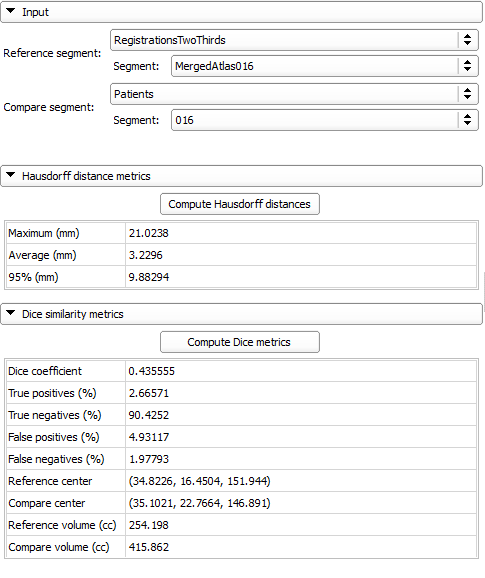 Input
Reference segment:
RegistrationsTwoThirds
Segment: MergedAtlas016
Compare segment:
Patients
Segment: 016
Hausdorff distance metrics
Compute Hausdorff distances
Maximum (mm) 21.0238
Average (mm) 3.2296
95% (mm) 9.88294
Dice similarity metrics
Compute Dice metrics
Dice coefficient 0.435555
True positives (%) 2.66571
True negatives (%) 90.4252
False positives (%) 4.93117
False negatives (%) 1.97793
Reference center (34.8226, 16.4504, 151.944)
Compare center (35.1021, 22.7664, 146.891)
Reference volume (cc) 254.198
Compare volume (cc) 415.862